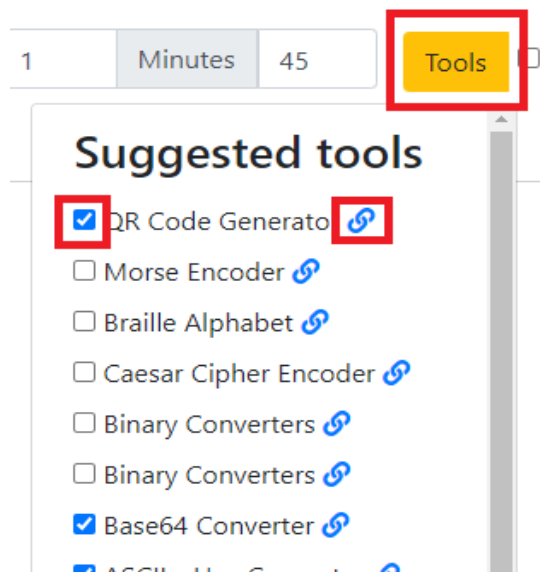 1 Minutes 45 Tools
Suggested tools
QR Code Generato
Morse Encoder
Braille Alphabet
Caesar Cipher Encoder
Binary Converters
Binary Converters
Base64 Converter